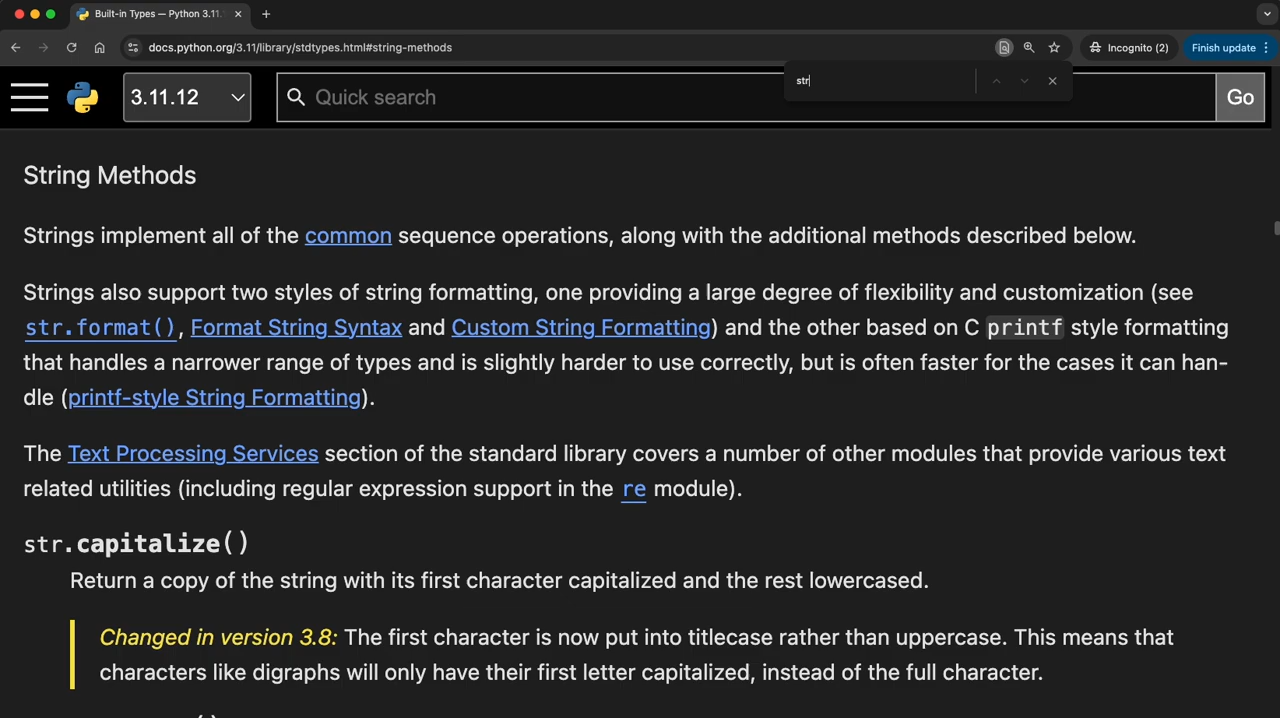 Built-in Types — Python 3.11.
docs.python.org/3.11/library/stdtypes.html#string-methods
Incognito (2)
Finish update
str
3.11.12
Quick search
Go
String Methods
Strings implement all of the common sequence operations, along with the additional methods described below.
Strings also support two styles of string formatting, one providing a large degree of flexibility and customization (see
str.format(), Format String Syntax and Custom String Formatting) and the other based on C printf style formatting
that handles a narrower range of types and is slightly harder to use correctly, but is often faster for the cases it can han-
dle (printf-style String Formatting).
The Text Processing Services section of the standard library covers a number of other modules that provide various text
related utilities (including regular expression support in the re module).
str.capitalize()
Return a copy of the string with its first character capitalized and the rest lowercased.
Changed in version 3.8: The first character is now put into titlecase rather than uppercase. This means that
characters like digraphs will only have their first letter capitalized, instead of the full character.